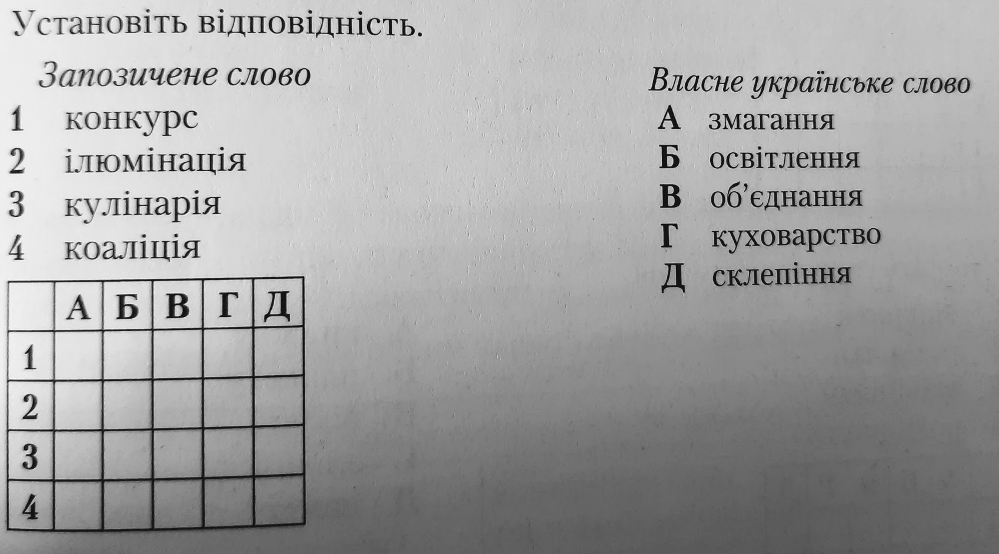 Установіть відповідність.
Запозичене слово
1 конкурс
2 ілюмінація
3 кулінарія
4 коаліція
Власне українське слово
А змагання
Б освітлення
В об’єднання
Г куховарство
Д склепіння
А Б В Г Д
1
2
3
4